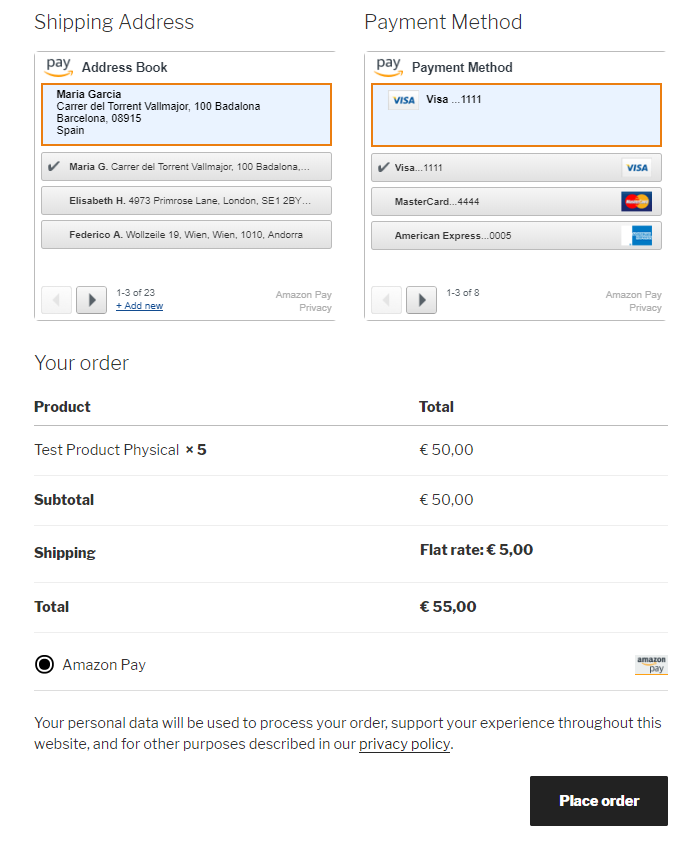 Shipping Address
pay Address Book
Maria Garcia
Carrer del Torrent Vallmajor, 100 Badalona
Barcelona, 08915
Spain
Maria G. Carrer del Torrent Vallmajor, 100 Badalona,...
Elisabeth H. 4973 Primrose Lane, London, SE1 2BY...
Federico A. Wollzeile 19, Wien, Wien, 1010, Andorra
1-3 of 23
+ Add new
Amazon Pay
Privacy
Payment Method
pay Payment Method
VISA Visa ...1111
Visa...1111 VISA
MasterCard...4444 MasterCard
American Express...0005
1-3 of 8
Amazon Pay
Privacy
Your order
Product Total
Test Product Physical × 5 € 50,00
Subtotal € 50,00
Shipping Flat rate: € 5,00
Total € 55,00
Amazon Pay amazon
pay
Your personal data will be used to process your order, support your experience throughout this
website, and for other purposes described in our privacy policy.
Place order